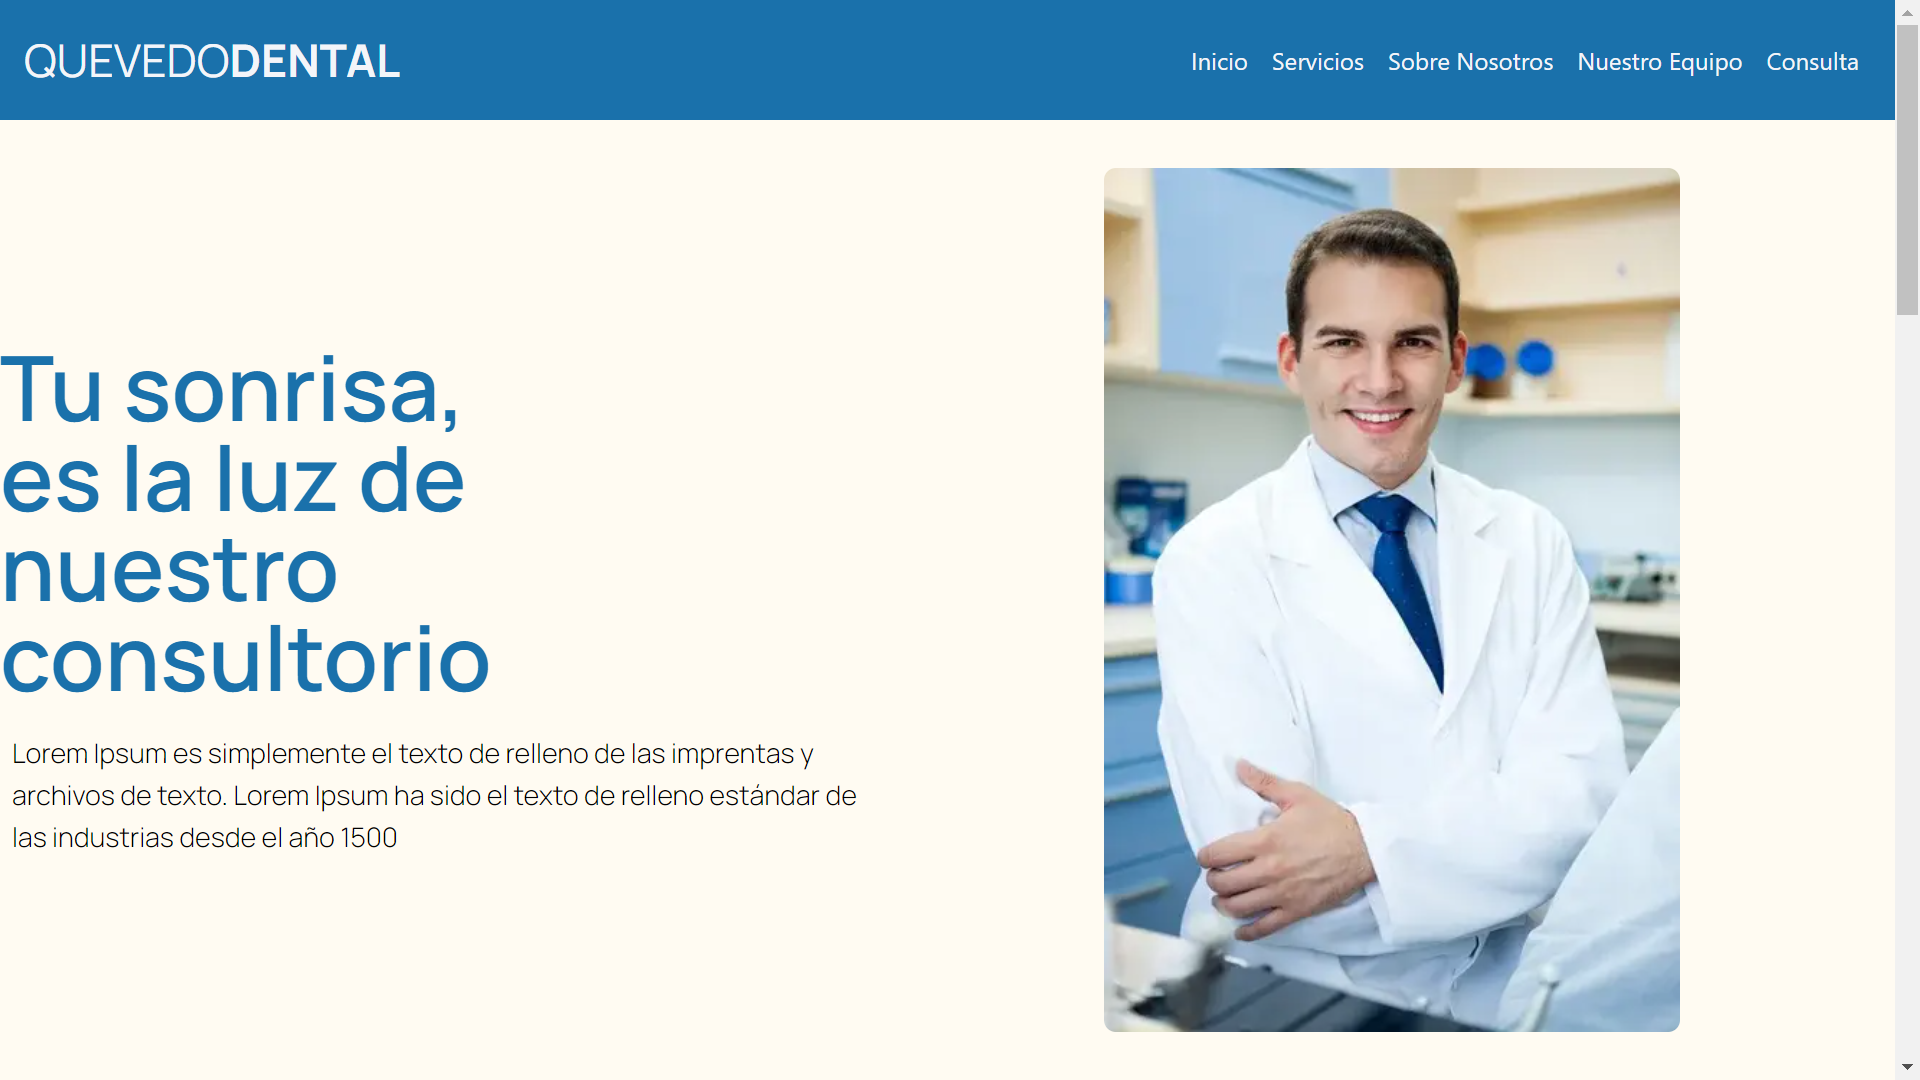 QUEVEDODENTAL
Inicio Servicios Sobre Nosotros Nuestro Equipo Consulta
Tu sonrisa,
es la luz de
nuestro
consultorio
Lorem Ipsum es simplemente el texto de relleno de las imprentas y
archivos de texto. Lorem Ipsum ha sido el texto de relleno estándar de
las industrias desde el año 1500